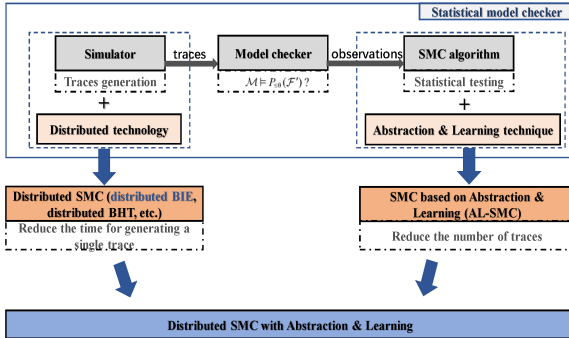 Statistical model checker
Simulator
traces
Model checker
observations
SMC algorithm
Traces generation
ℳ ⊨ P≤θ(ℱ′) ?
Statistical testing
+
+
Distributed technology
Abstraction & Learning technique
Distributed SMC (distributed BIE,
distributed BHT, etc.)
SMC based on Abstraction &
Learning (AL-SMC)
Reduce the time for generating a
single trace
Reduce the number of traces
Distributed SMC with Abstraction & Learning